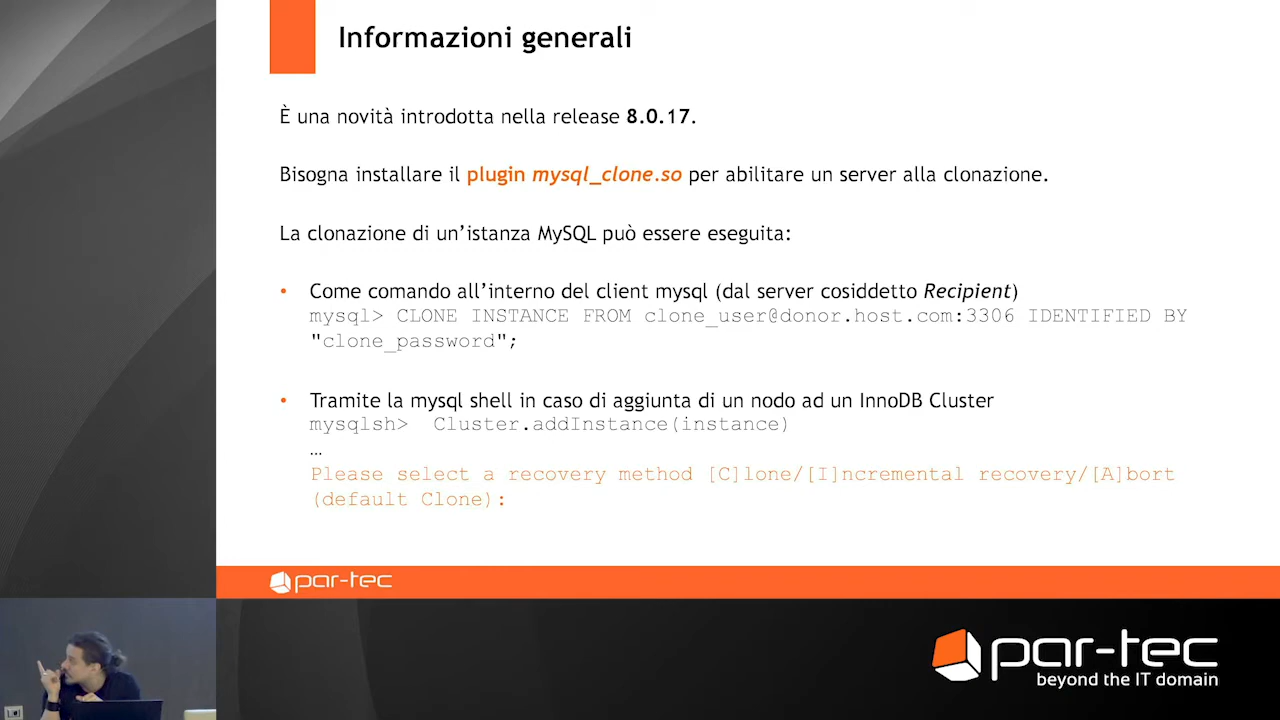 Informazioni generali
È una novità introdotta nella release 8.0.17.
Bisogna installare il plugin mysql_clone.so per abilitare un server alla clonazione.
La clonazione di un’istanza MySQL può essere eseguita:
• Come comando all’interno del client mysql (dal server cosiddetto Recipient)
mysql> CLONE INSTANCE FROM clone_user@donor.host.com:3306 IDENTIFIED BY
"clone_password";
• Tramite la mysql shell in caso di aggiunta di un nodo ad un InnoDB Cluster
mysqlsh> Cluster.addInstance(instance)
…
Please select a recovery method [C]lone/[I]ncremental recovery/[A]bort
(default Clone):
par-tec
par-tec
beyond the IT domain